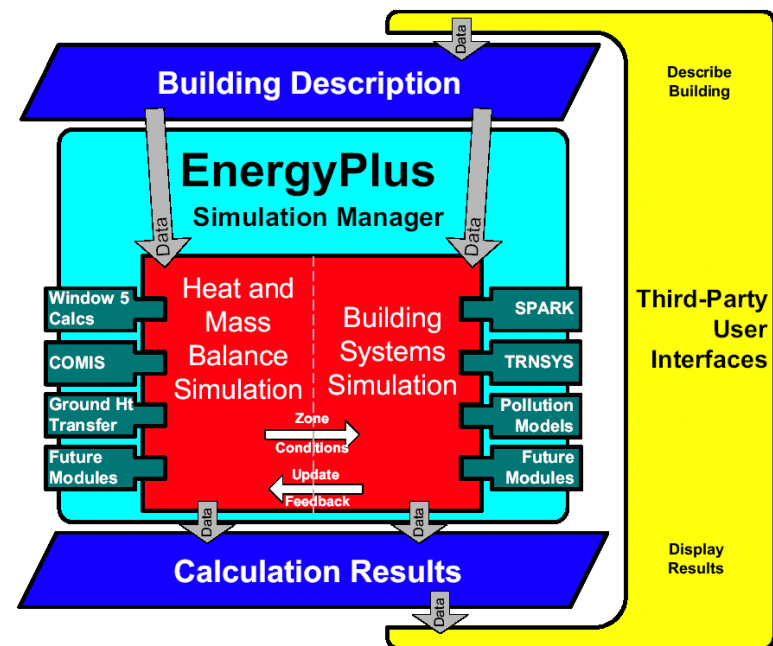 Data
Building Description
Describe
Building
EnergyPlus
Simulation Manager
Data
Data
Window 5
Calcs
COMIS
Ground Ht
Transfer
Future
Modules
Heat and
Mass
Balance
Simulation
Building
Systems
Simulation
Zone
Conditions
Update
Feedback
SPARK
TRNSYS
Pollution
Models
Future
Modules
Third-Party
User
Interfaces
Data
Data
Calculation Results
Display
Results
Data